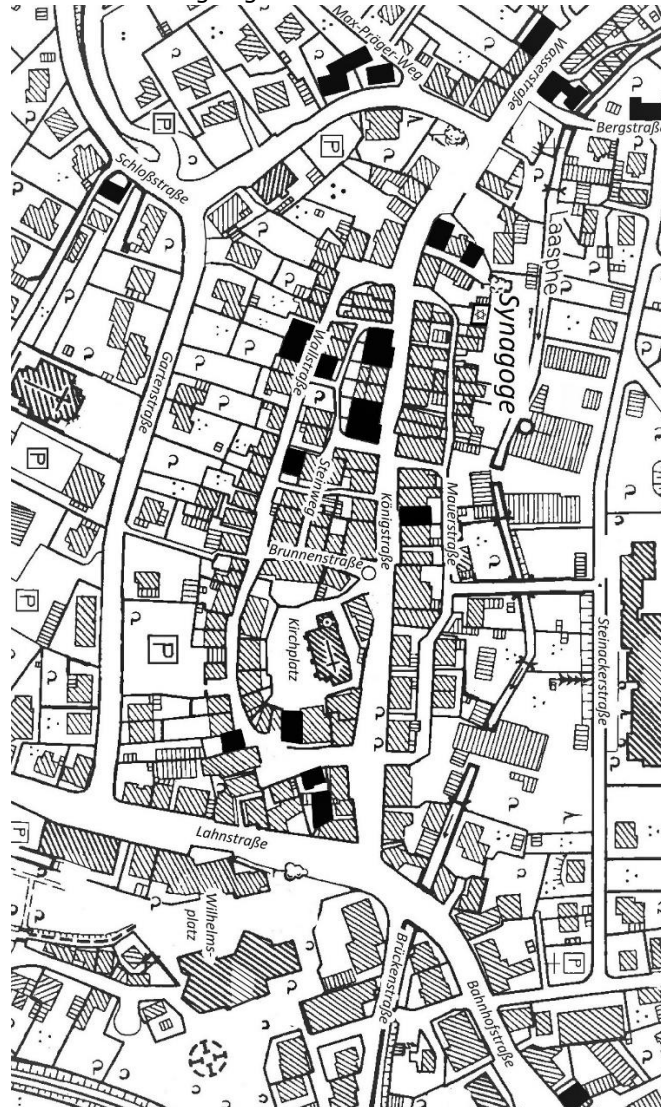 Max-Präger-Weg
Wasserstraße
P
Bergstraße
Schloßstraße
P
Laasphe
Synagoge
Wallstraße
Gartenstraße
P
Steinweg
Königstraße
Mauerstraße
Brunnenstraße
P
P
Kirchplatz
Steinackerstraße
Lahnstraße
Wilhelms-
platz
Brückenstraße
P
Bahnhofstraße